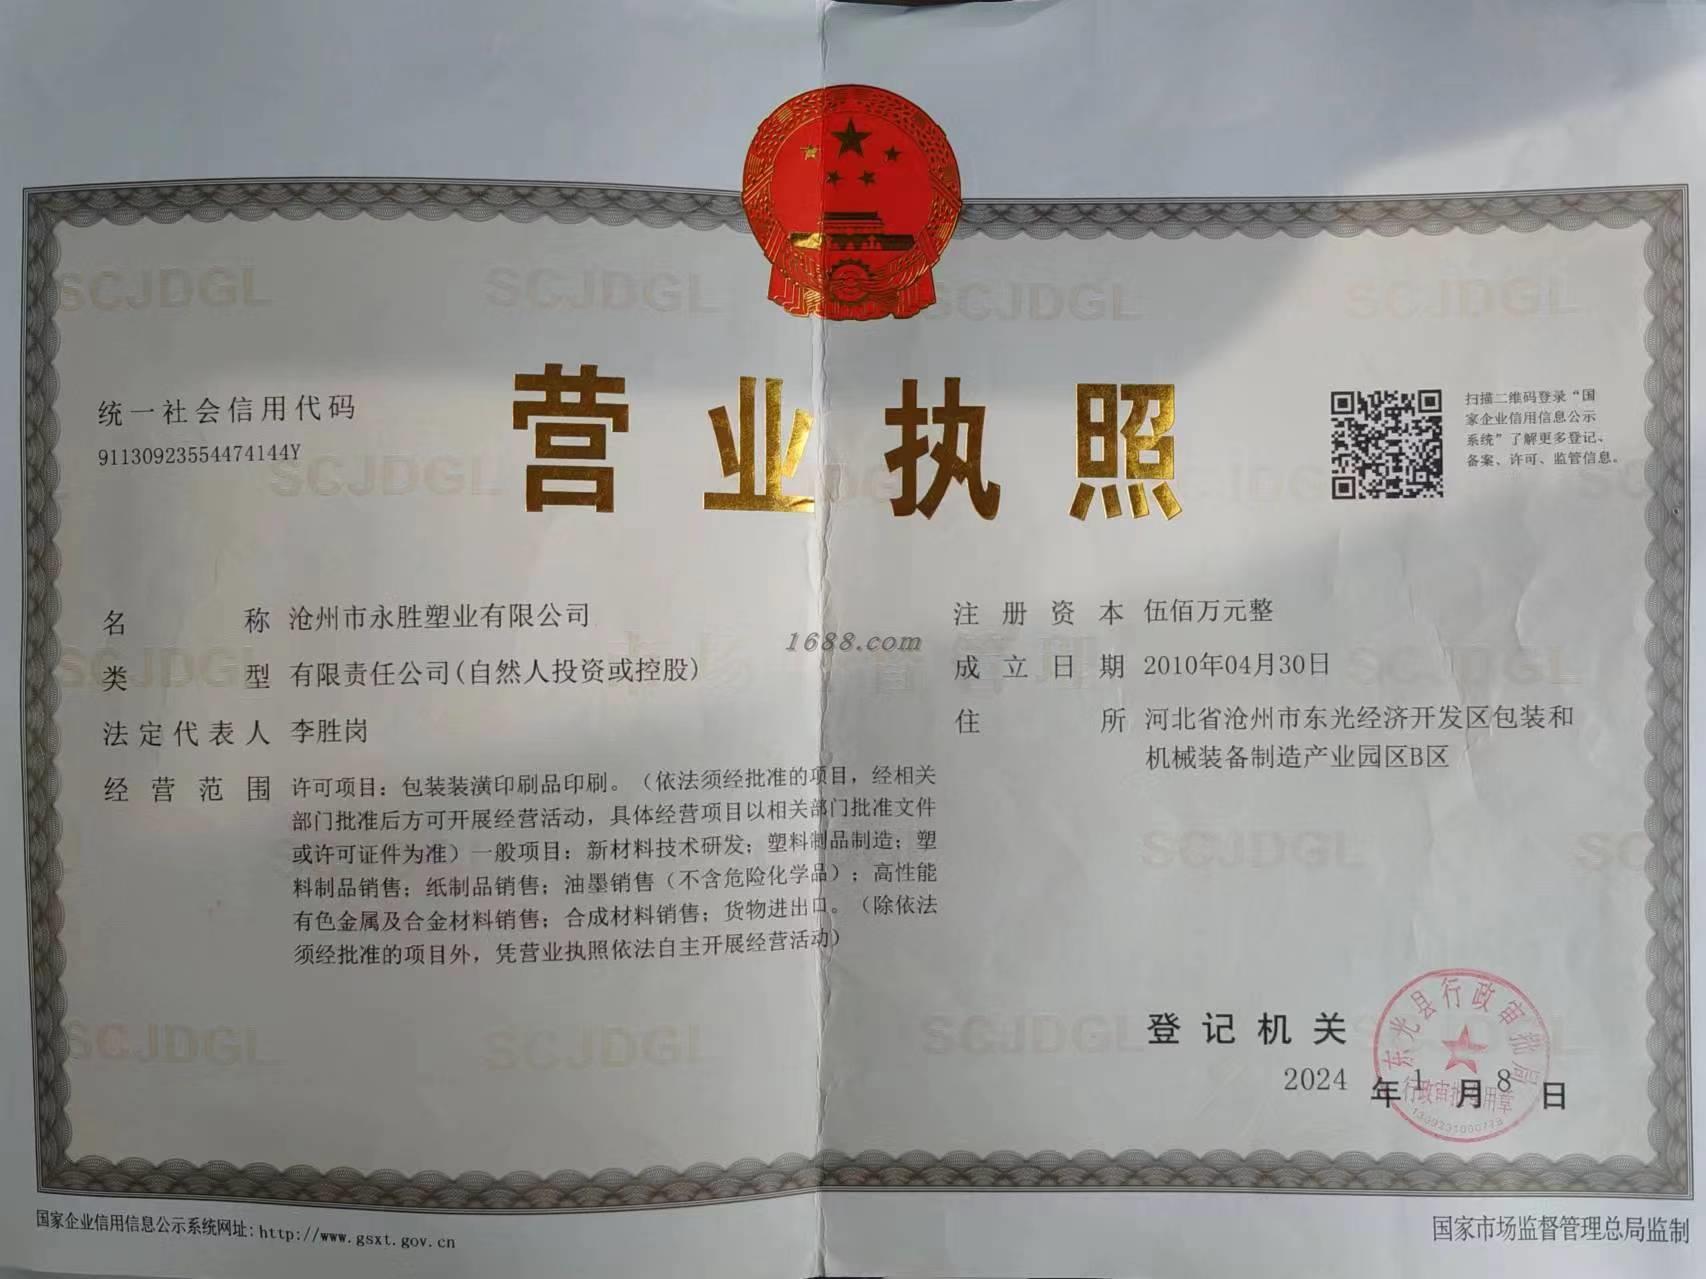 营业执照
统一社会信用代码
91130923554474144Y
扫描二维码登录“国
家企业信用信息公示
系统”了解更多登记、
备案、许可、监管信息。
名称 沧州市永胜塑业有限公司
类型 有限责任公司(自然人投资或控股)
法定代表人 李胜岗
经营范围 许可项目：包装装潢印刷品印刷。（依法须经批准的项目，经相关
部门批准后方可开展经营活动，具体经营项目以相关部门批准文件
或许可证件为准）一般项目：新材料技术研发；塑料制品制造；塑
料制品销售；纸制品销售；油墨销售（不含危险化学品）；高性能
有色金属及合金材料销售；合成材料销售；货物进出口。（除依法
须经批准的项目外，凭营业执照依法自主开展经营活动）
注册资本 伍佰万元整
成立日期 2010年04月30日
住所 河北省沧州市东光经济开发区包装和
机械装备制造产业园区B区
1688.com
登记机关
2024年1月8日
东光县行政审批局
行政审批专用章
国家企业信用信息公示系统网址：http://www.gsxt.gov.cn
国家市场监督管理总局监制
SCJDGL